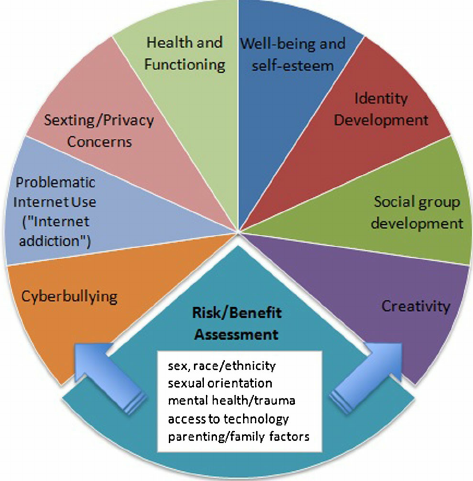 Health and
Functioning
Well-being and
self-esteem
Sexting/Privacy
Concerns
Identity
Development
Problematic
Internet Use
("Internet
addiction")
Social group
development
Cyberbullying
Creativity
Risk/Benefit
Assessment
sex, race/ethnicity
sexual orientation
mental health/trauma
access to technology
parenting/family factors